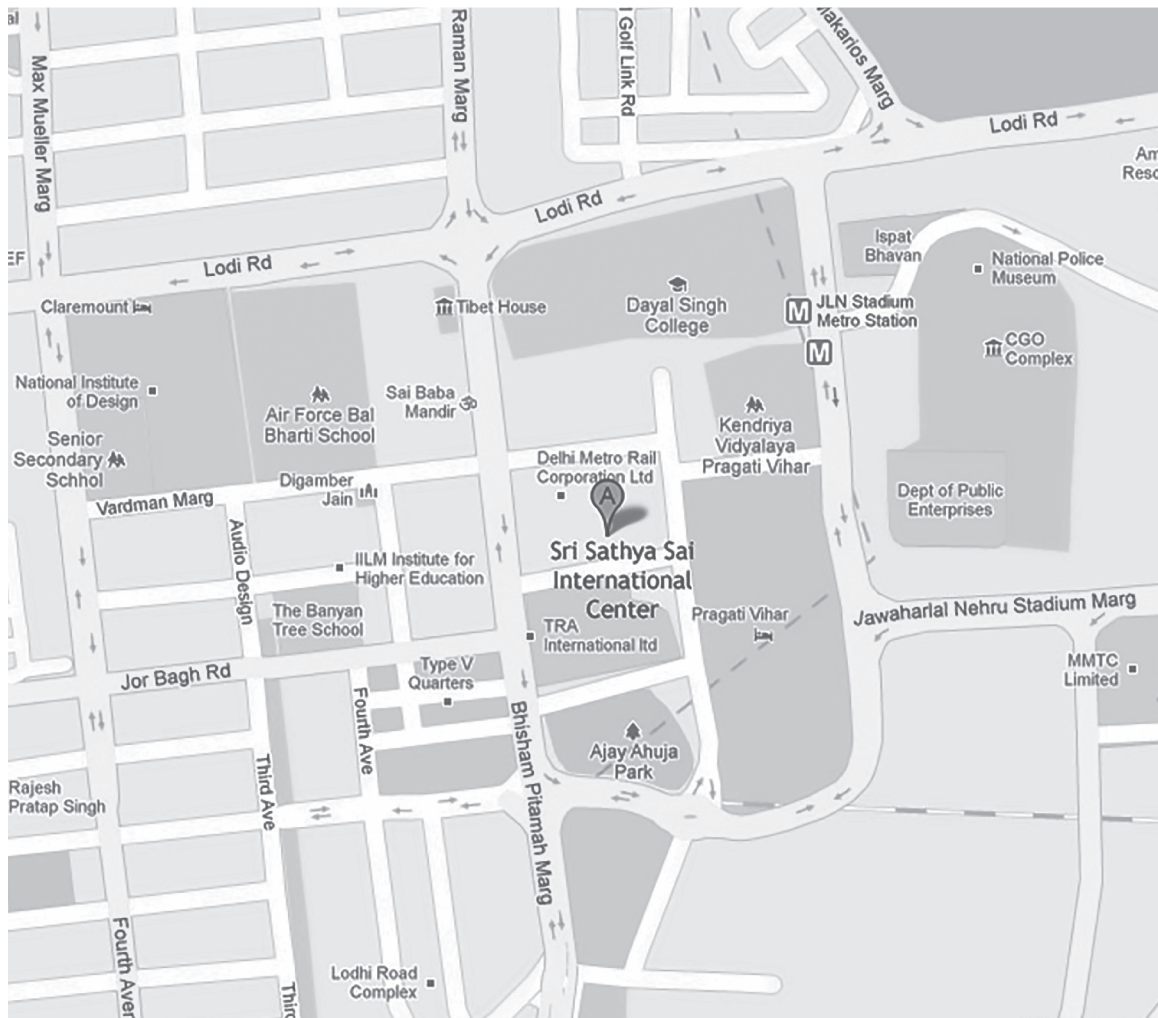 al
Max Mueller Marg
Raman Marg
Golf Link Rd
Makarios Marg
Lodi Rd
Am
Reso
Lodi Rd
Ispat
Bhavan
National Police
Museum
EF
Lodi Rd
Claremount
Tibet House
Dayal Singh
College
M
JLN Stadium
Metro Station
M
CGO
Complex
National Institute
of Design
Air Force Bal
Bharti School
Sai Baba
Mandir
Kendriya
Vidyalaya
Pragati Vihar
Senior
Secondary
Schhol
Digamber
Jain
Delhi Metro Rail
Corporation Ltd
Dept of Public
Enterprises
Vardman Marg
A
Audio Design
Sri Sathya Sai
International
Center
IILM Institute for
Higher Education
The Banyan
Tree School
TRA
International ltd
Pragati Vihar
Jawaharlal Nehru Stadium Marg
MMTC
Limited
Jor Bagh Rd
Type V
Quarters
Fourth Ave
Bhisham Pitamah Marg
Ajay Ahuja
Park
Rajesh
Pratap Singh
Third Ave
Fourth Aven
Lodhi Road
Complex
Third